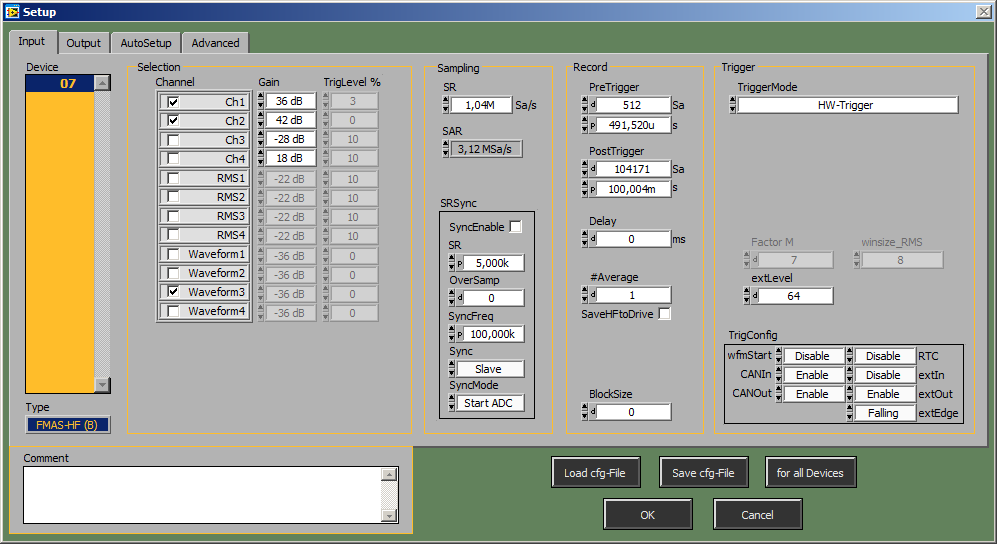 Setup
Input Output AutoSetup Advanced
Device
07
Type
FMAS-HF (B)
Selection
Channel Gain TrigLevel %
Ch1 36 dB 3
Ch2 42 dB 0
Ch3 -28 dB 10
Ch4 18 dB 10
RMS1 -22 dB 10
RMS2 -22 dB 10
RMS3 -22 dB 10
RMS4 -22 dB 10
Waveform1 -36 dB 0
Waveform2 -36 dB 0
Waveform3 -36 dB 0
Waveform4 -36 dB 0
Sampling
SR
1,04M Sa/s
SAR
3,12 MSa/s
SRSync
SyncEnable
SR
p 5,000k
OverSamp
d 0
SyncFreq
p 100,000k
Sync
Slave
SyncMode
Start ADC
Record
PreTrigger
d 512 Sa
p 491,520u s
PostTrigger
d 104171 Sa
p 100,004m s
Delay
d 0 ms
#Average
d 1
SaveHFtoDrive
BlockSize
d 0
Trigger
TriggerMode
HW-Trigger
Factor M winsize_RMS
7 8
extLevel
d 64
TrigConfig
wfmStart Disable Disable RTC
CANIn Enable Disable extIn
CANOut Enable Enable extOut
Falling extEdge
Comment
Load cfg-File Save cfg-File for all Devices
OK Cancel